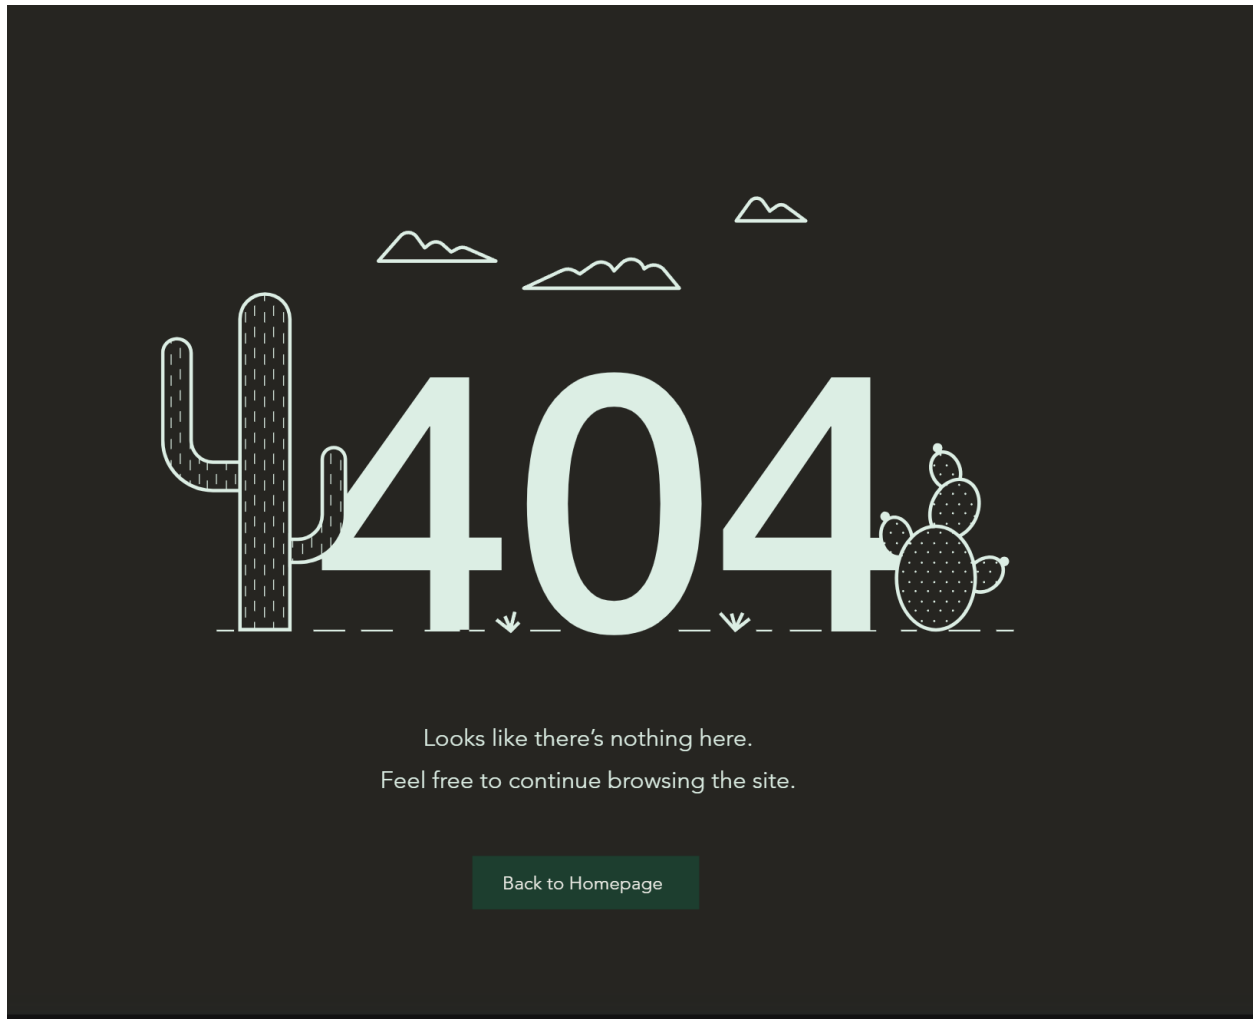 404
Looks like there’s nothing here.
Feel free to continue browsing the site.
Back to Homepage